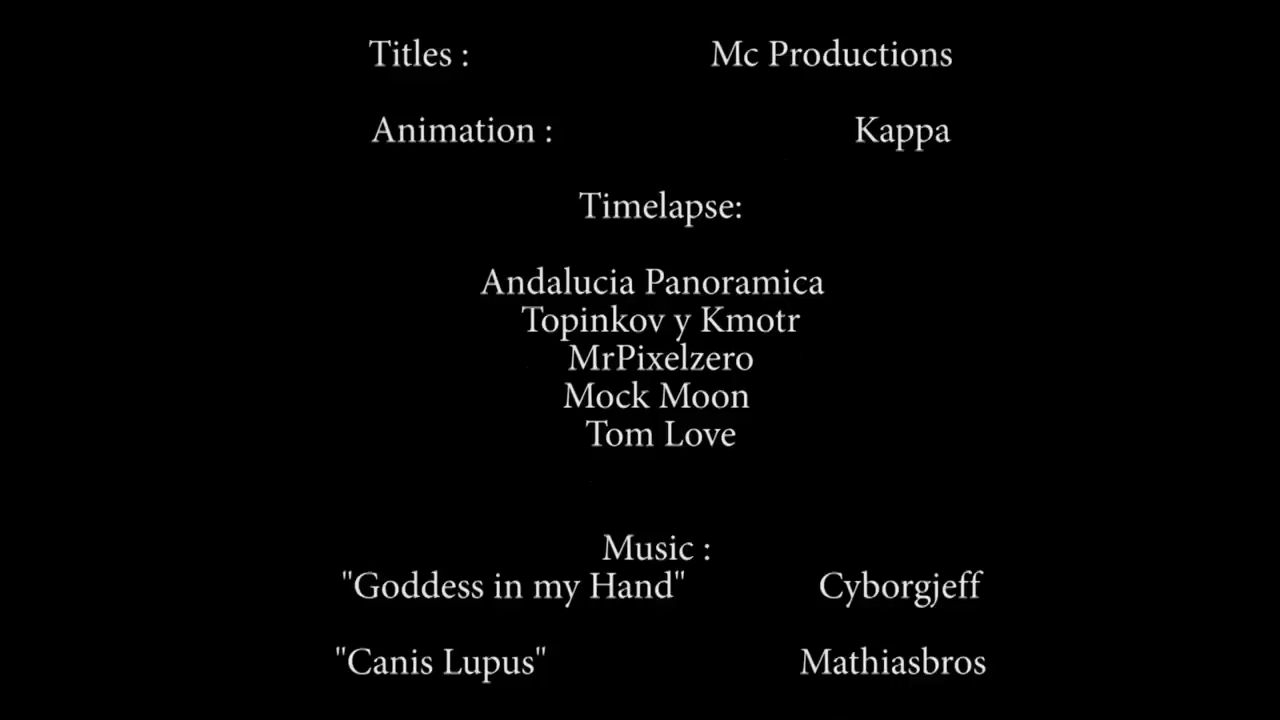 Titles : Mc Productions
Animation : Kappa
Timelapse:
Andalucia Panoramica
Topinkov y Kmotr
MrPixelzero
Mock Moon
Tom Love
Music :
"Goddess in my Hand" Cyborgjeff
"Canis Lupus" Mathiasbros